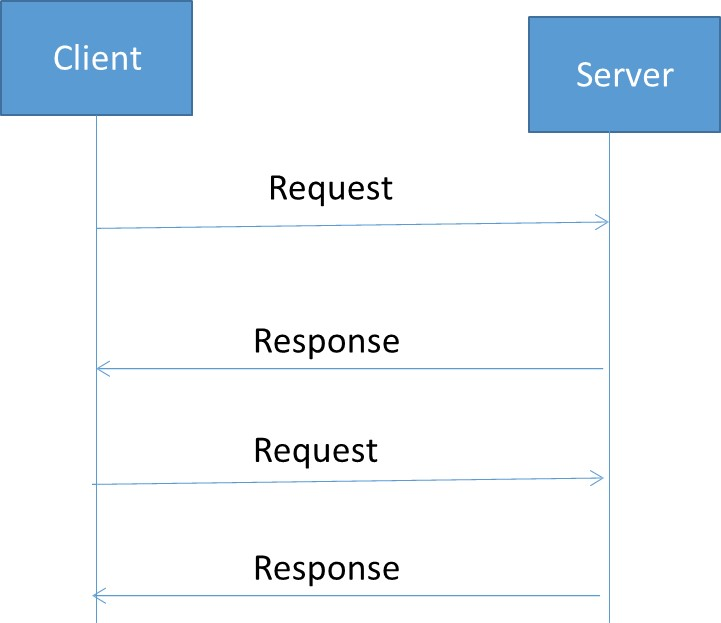 Client
Server
Request
Response
Request
Response